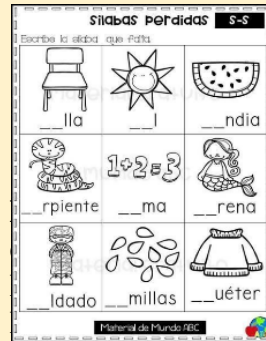 Sílabas Perdidas S-s
Escribe la sílaba que falta.
__lla __l __ndia
1+2=3
__rpiente __ma __rena
__ldado __millas __uéter
Material de Mundo ABC